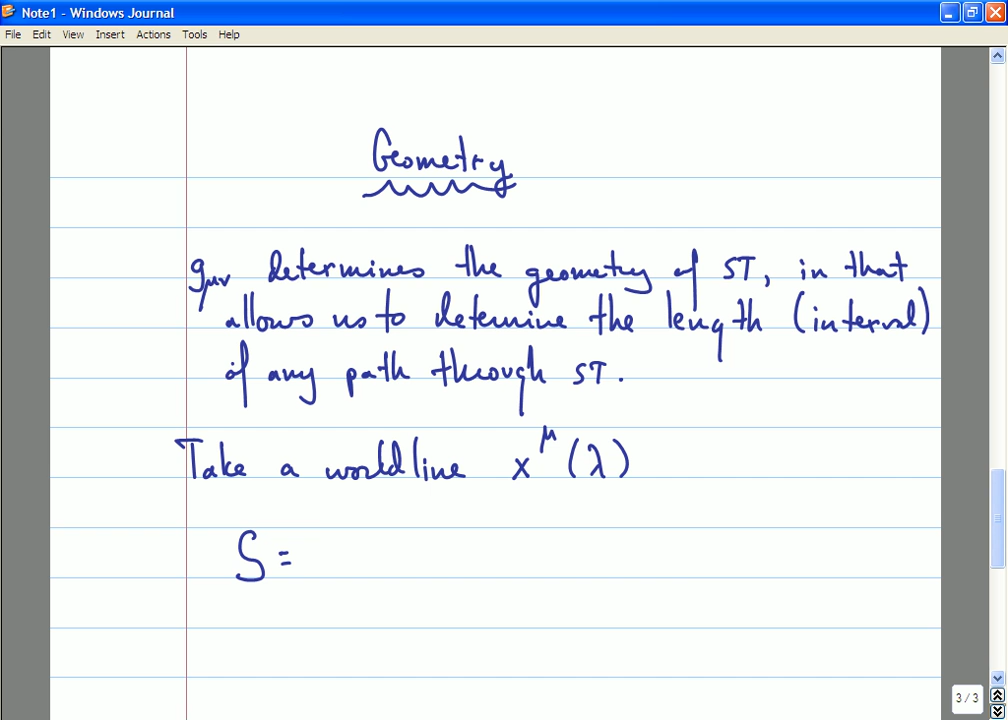 Note1 - Windows Journal
File Edit View Insert Actions Tools Help
Geometry
gμν determines the geometry of ST, in that
allows us to determine the length (interval)
of any path through ST.
Take a worldline x^μ(λ)
S =
3 / 3